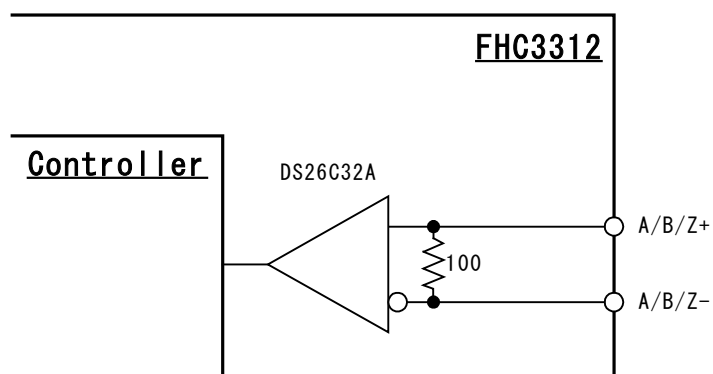 FHC3312
Controller
DS26C32A
A/B/Z+
100
A/B/Z-